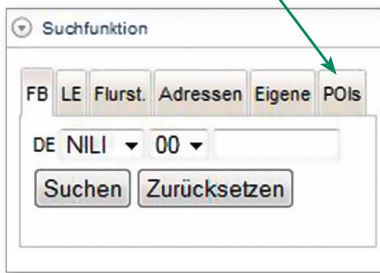 Suchfunktion
FB LE Flurst. Adressen Eigene POIs
DE NILI 00
Suchen Zurücksetzen